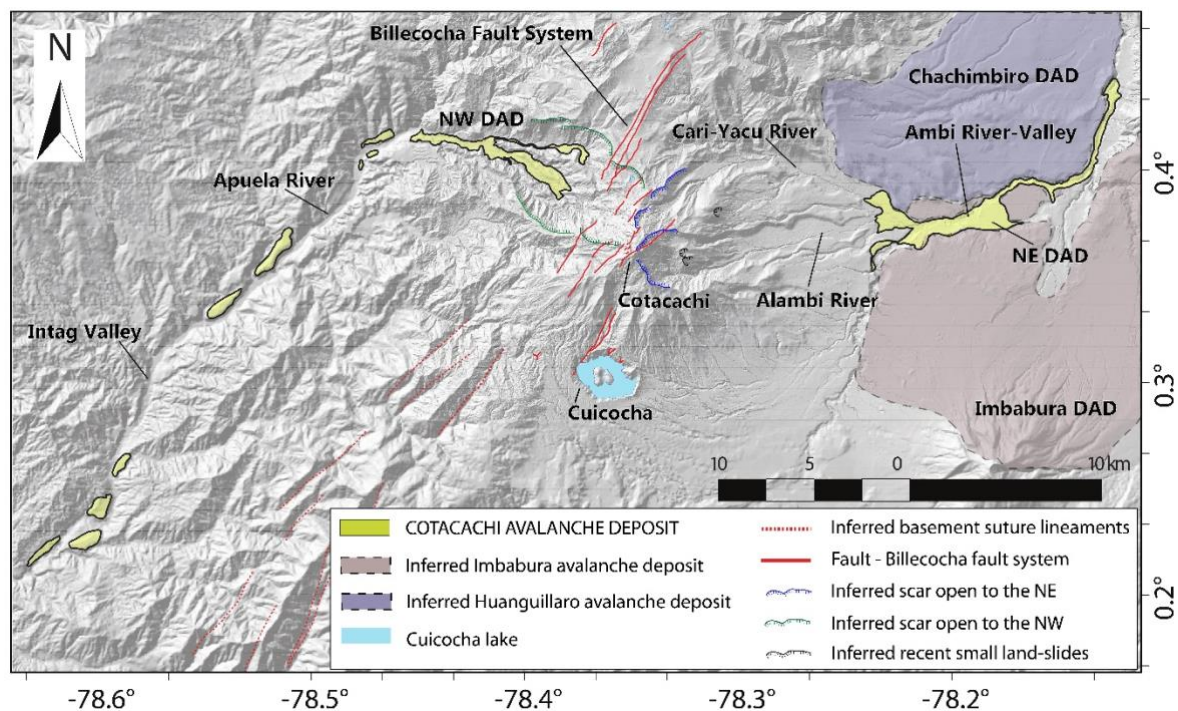 N
Billecocha Fault System
Chachimbiro DAD
NW DAD
Cari-Yacu River
Ambi River-Valley
0.4°
Apuela River
NE DAD
Intag Valley
Cotacachi
Alambi River
0.3°
Cuicocha
Imbabura DAD
10 5 0 10 km
COTACACHI AVALANCHE DEPOSIT
Inferred Imbabura avalanche deposit
Inferred Huanguillaro avalanche deposit
Cuicocha lake
Inferred basement suture lineaments
Fault - Billecocha fault system
Inferred scar open to the NE
Inferred scar open to the NW
Inferred recent small land-slides
0.2°
-78.6° -78.5° -78.4° -78.3° -78.2°